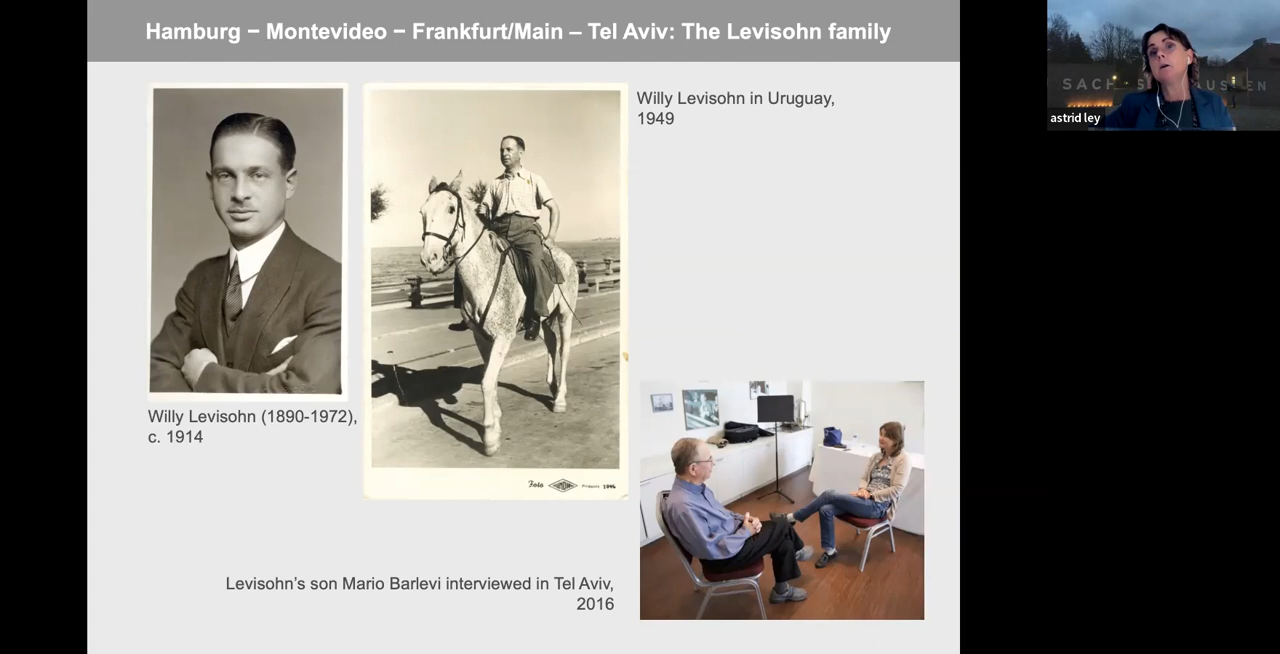 Hamburg − Montevideo − Frankfurt/Main – Tel Aviv: The Levisohn family
Willy Levisohn in Uruguay,
1949
Willy Levisohn (1890-1972),
c. 1914
Foto
Levisohn's son Mario Barlevi interviewed in Tel Aviv,
2016
astrid ley